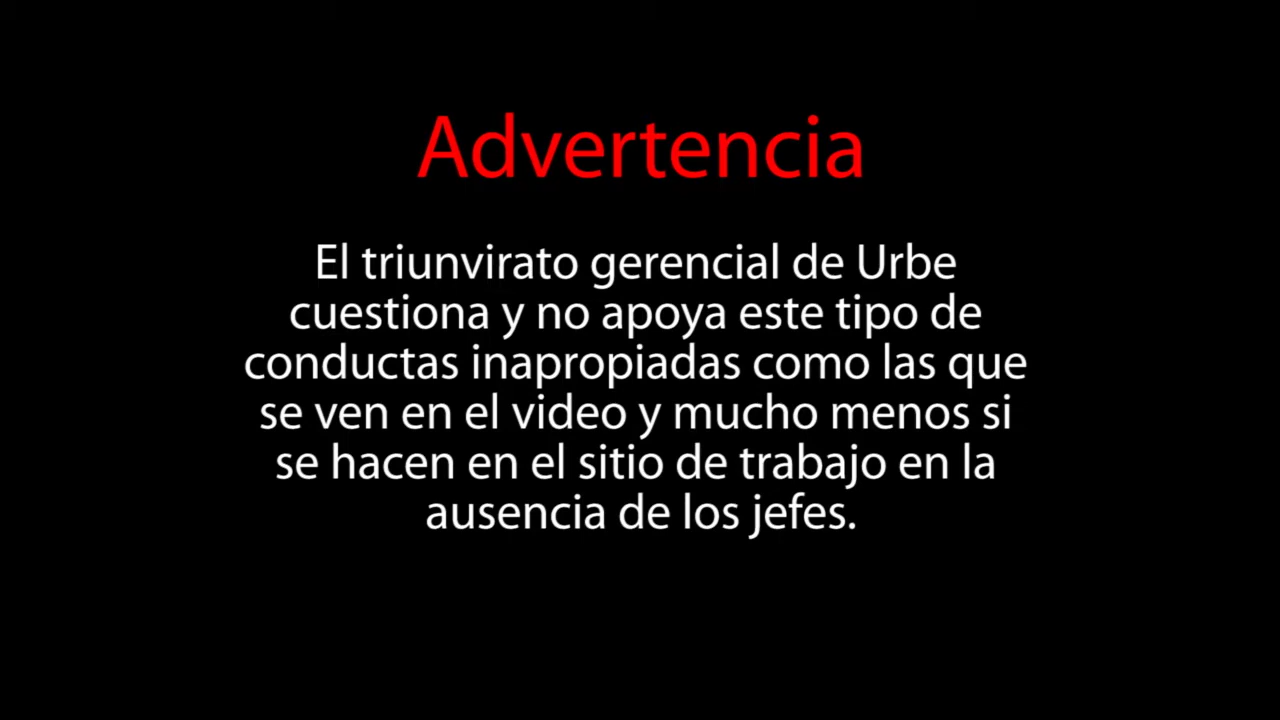 Advertencia
El triunvirato gerencial de Urbe
cuestiona y no apoya este tipo de
conductas inapropiadas como las que
se ven en el video y mucho menos si
se hacen en el sitio de trabajo en la
ausencia de los jefes.